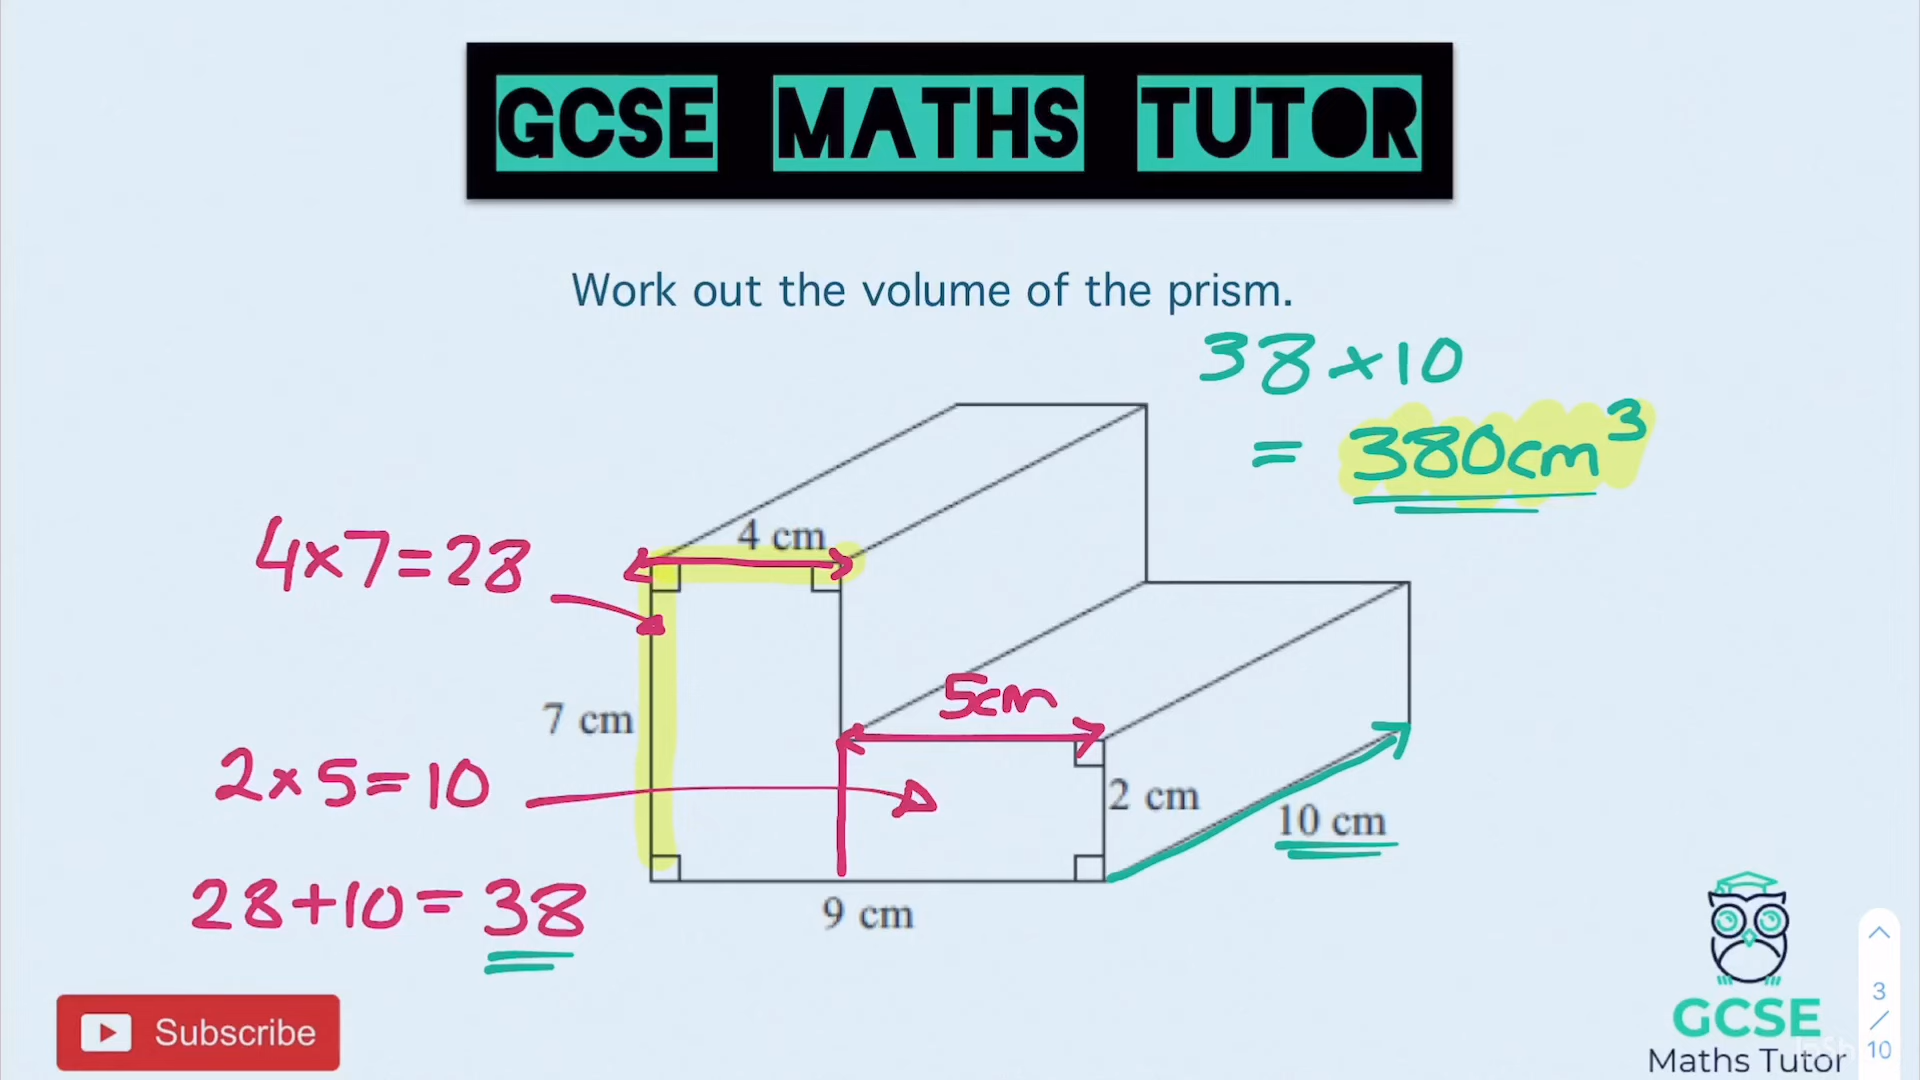 GCSE MATHS TUTOR
Work out the volume of the prism.
38×10
= 380cm³
4 cm
4×7=28
5cm
7 cm
2×5=10
2 cm
10 cm
28+10=38
9 cm
Subscribe
GCSE
Maths Tutor
3
/
10